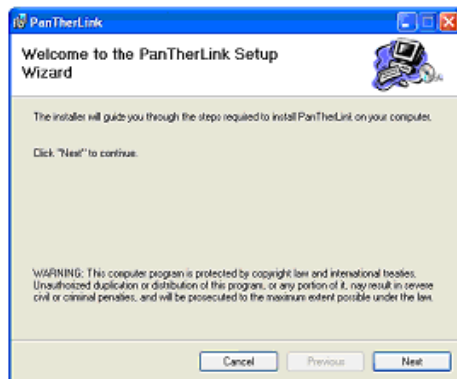 PanTherLink
Welcome to the PanTherLink Setup
Wizard
The installer will guide you through the steps required to install PanTherLink on your computer.
Click "Next" to continue.
WARNING: This computer program is protected by copyright law and international treaties.
Unauthorized duplication or distribution of this program, or any portion of it, may result in severe
civil or criminal penalties, and will be prosecuted to the maximum extent possible under the law.
Cancel
Previous
Next